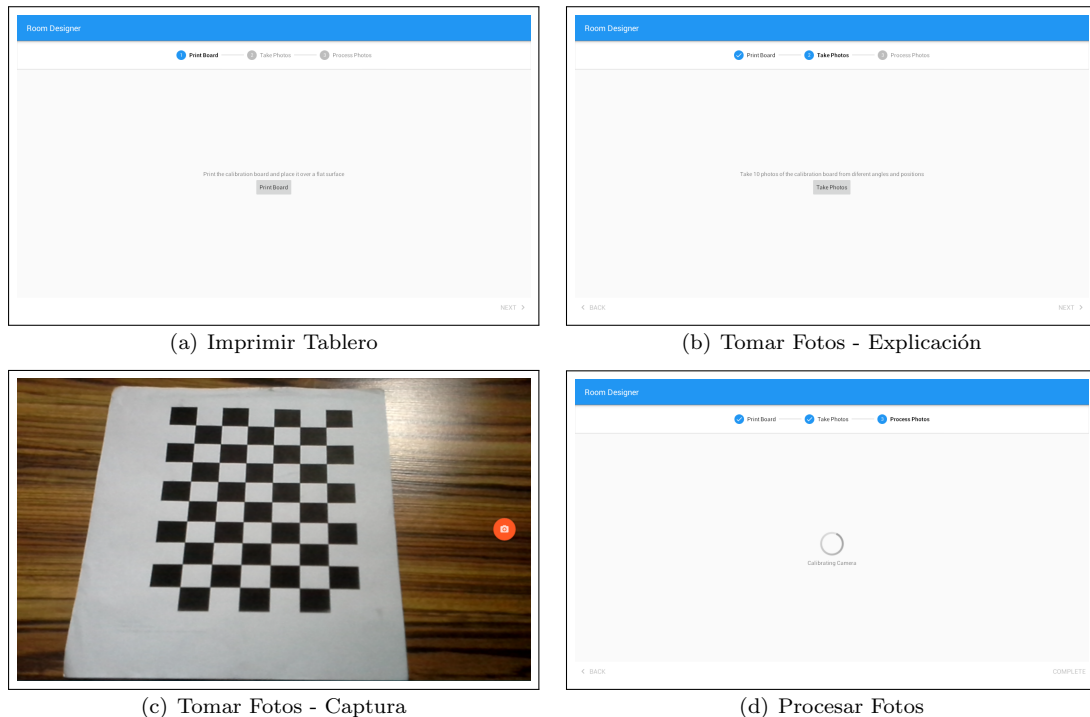 Room Designer
1 Print Board 2 Take Photos 3 Process Photos
Print the calibration board and place it over a flat surface
Print Board
NEXT >
(a) Imprimir Tablero
Room Designer
Print Board 2 Take Photos 3 Process Photos
Take 10 photos of the calibration board from diferent angles and positions
Take Photos
< BACK NEXT >
(b) Tomar Fotos - Explicación
(c) Tomar Fotos - Captura
Room Designer
Print Board Take Photos 3 Process Photos
Calibrating Camera
< BACK COMPLETE
(d) Procesar Fotos